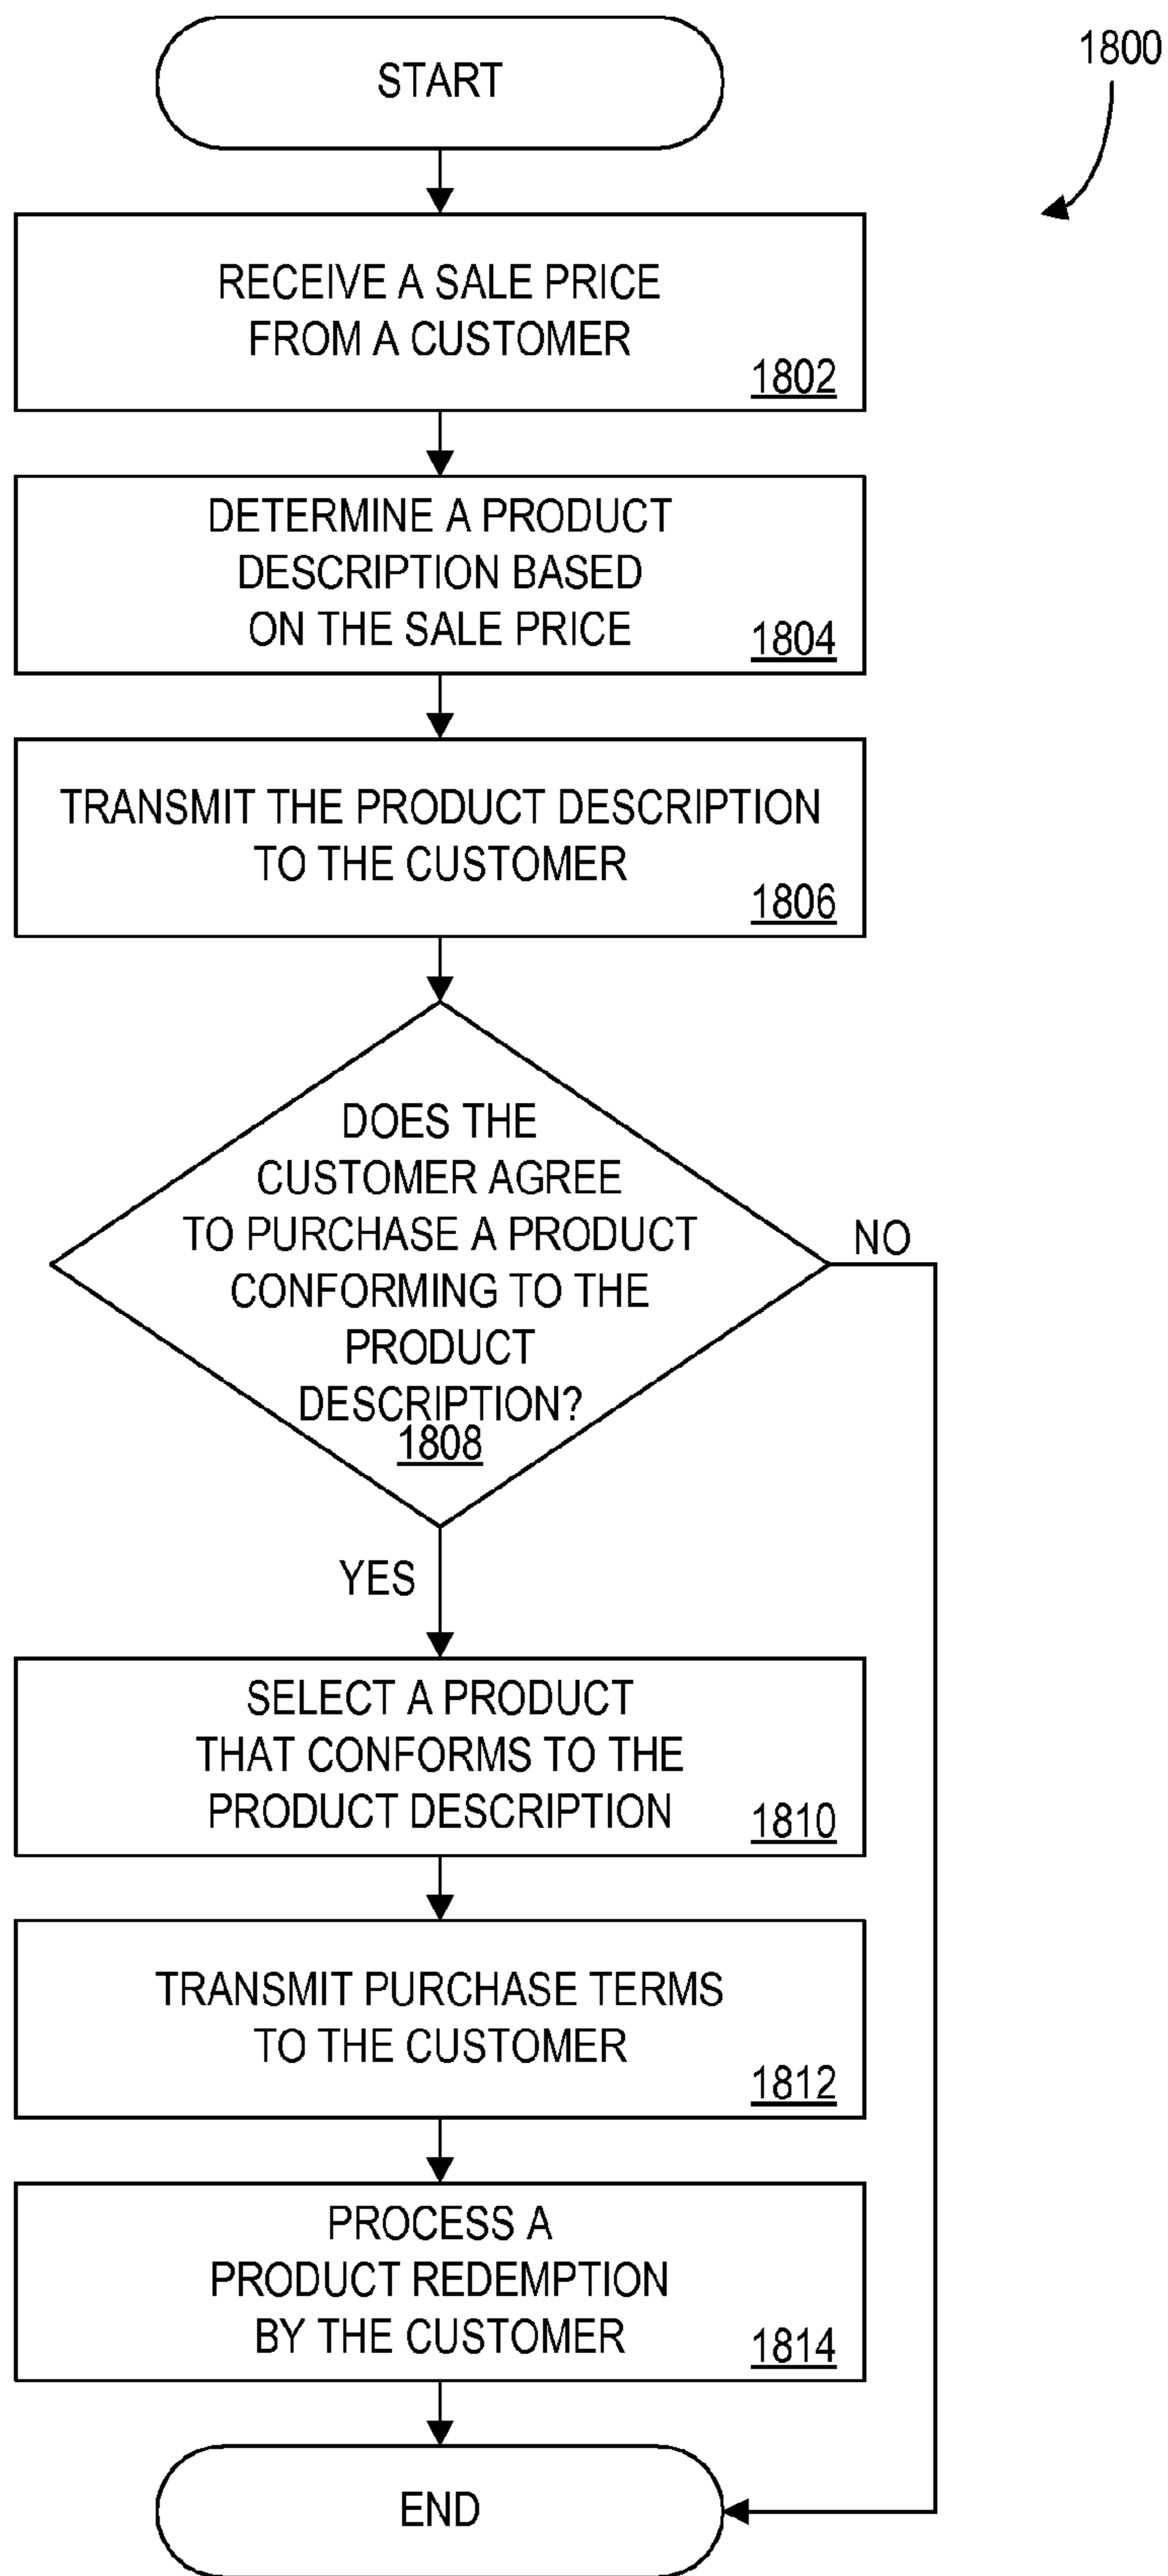 START
1800
RECEIVE A SALE PRICE
FROM A CUSTOMER
1802
DETERMINE A PRODUCT
DESCRIPTION BASED
ON THE SALE PRICE
1804
TRANSMIT THE PRODUCT DESCRIPTION
TO THE CUSTOMER
1806
DOES THE
CUSTOMER AGREE
TO PURCHASE A PRODUCT
CONFORMING TO THE
PRODUCT
DESCRIPTION?
1808
NO
YES
SELECT A PRODUCT
THAT CONFORMS TO THE
PRODUCT DESCRIPTION
1810
TRANSMIT PURCHASE TERMS
TO THE CUSTOMER
1812
PROCESS A
PRODUCT REDEMPTION
BY THE CUSTOMER
1814
END